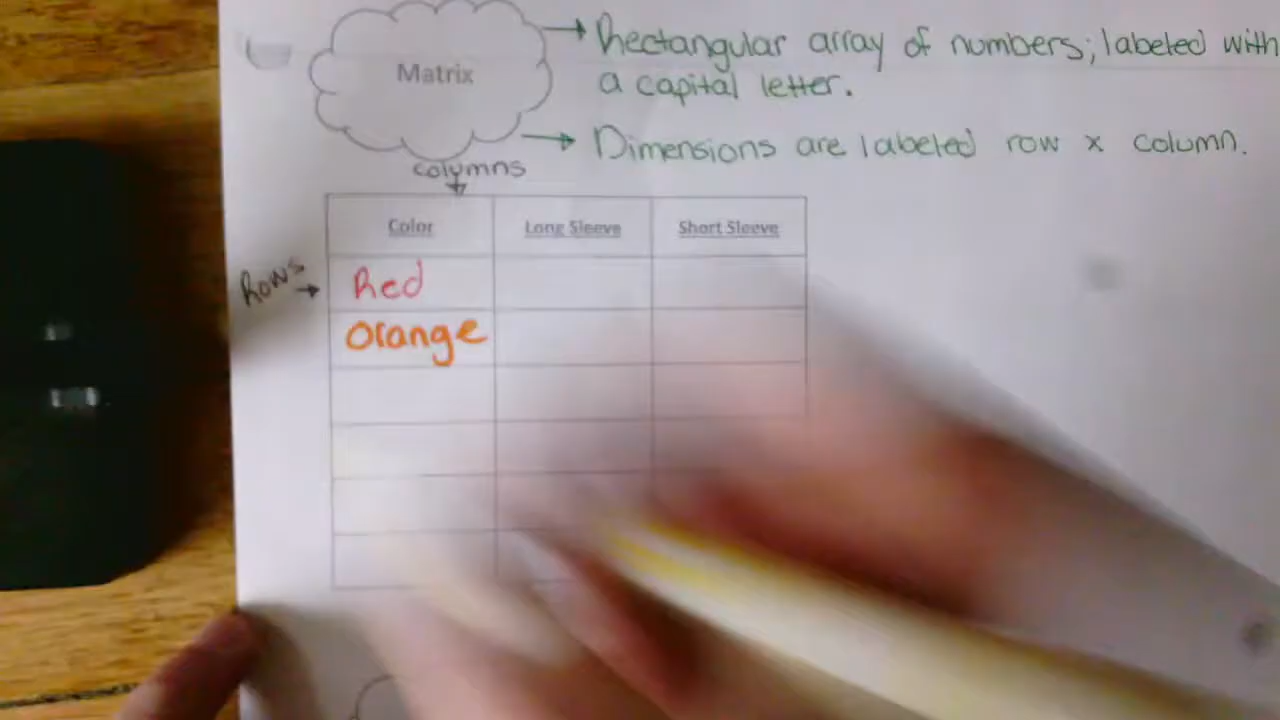 Rectangular array of numbers; labeled with
a capital letter.
Matrix
Dimensions are labeled row x column.
columns
Color Long Sleeve Short Sleeve
Rows
Red
Orange